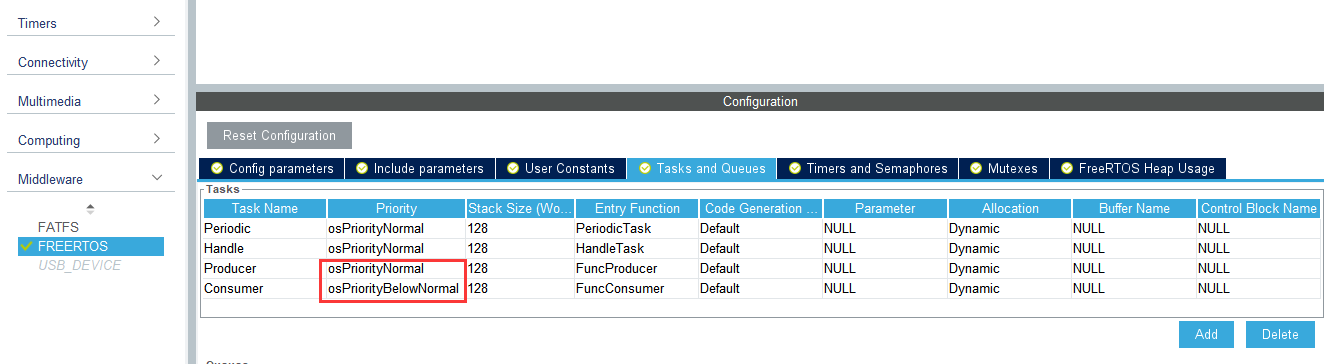 Timers
Connectivity
Multimedia
Computing
Middleware
FATFS
FREERTOS
USB_DEVICE
Configuration
Reset Configuration
Config parameters Include parameters User Constants Tasks and Queues Timers and Semaphores Mutexes FreeRTOS Heap Usage
Tasks
Task Name Priority Stack Size (Wo... Entry Function Code Generation ... Parameter Allocation Buffer Name Control Block Name
Periodic osPriorityNormal 128 PeriodicTask Default NULL Dynamic NULL NULL
Handle osPriorityNormal 128 HandleTask Default NULL Dynamic NULL NULL
Producer osPriorityNormal 128 FuncProducer Default NULL Dynamic NULL NULL
Consumer osPriorityBelowNormal 128 FuncConsumer Default NULL Dynamic NULL NULL
Add Delete